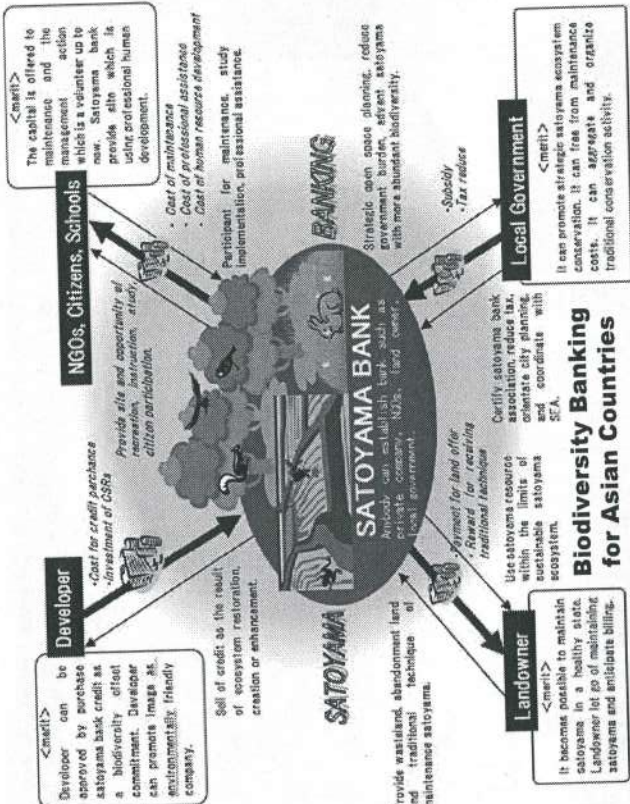 <merit>
Developer can be
approved by purchase
satoyama bank credit as
a biodiversity offset
commitment. Developer
can promote image as
environmentally friendly
company.
Developer
·Cost for credit perchance
·Investment of CSRs
Sell of credit as the result
of ecosystem restoration,
creation or enhancement.
NGOs, Citizens, Schools
<merit>
The capital is offered to
maintenance and the
management action
which is a volunteer up to
now. Satoyama bank
provide site which is
using professional human
development.
Provide site and opportunity of
recreation, instruction, study,
citizen participation.
- Cost of maintenance
- Cost of professional assistance
- Cost of human resource development
Participant for maintenance, study
implementation, professional assistance.
SATOYAMA
BANKING
SATOYAMA BANK
Anybody can establish bank such as
private company, NGOs, land owner,
local government.
Provide wasteland, abandonment land
and traditional technique of
maintenance satoyama.
·Payment for land offer
·Reward for receiving
traditional technique
Use satoyama resource
within the limits of
sustainable satoyama
ecosystem.
Landowner
<merit>
It becomes possible to maintain
satoyama in a healthy state.
Landowner let go of maintaining
satoyama and anticipate billing.
Strategic open space planning, reduce
government burden, advent satoyama
with more abundant biodiversity.
·Subsidy
·Tax reduce
Certify satoyama bank
association, reduce tax,
orientate city planning,
and coordinate with
SEA.
Local Government
<merit>
It can promote strategic satoyama ecosystem
conservation. It can free from maintenance
costs. It can aggregate and organize
traditional conservation activity.
Biodiversity Banking
for Asian Countries